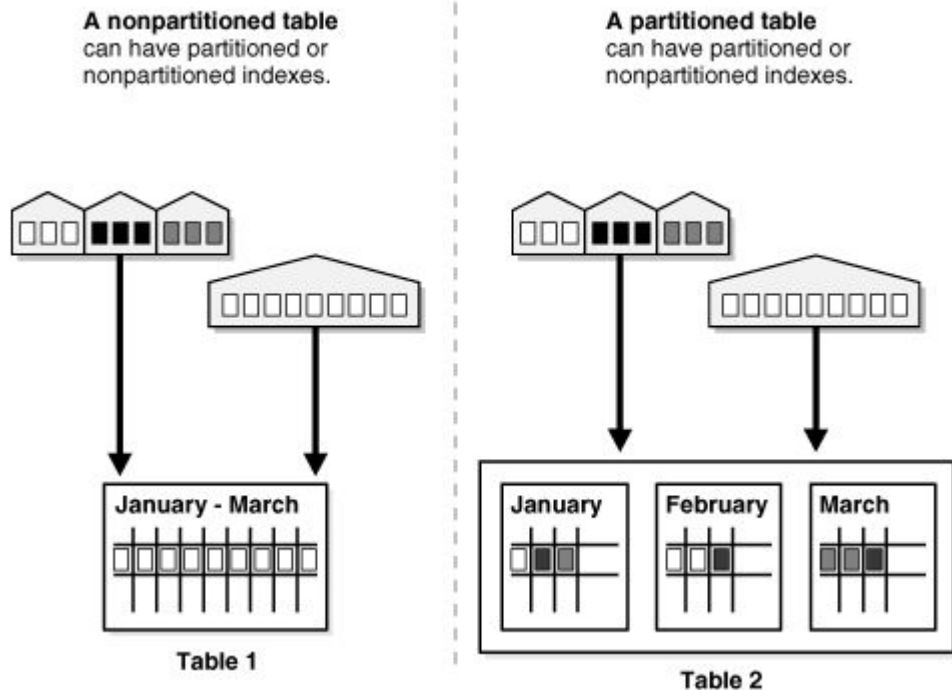 A nonpartitioned table
can have partitioned or
nonpartitioned indexes.
A partitioned table
can have partitioned or
nonpartitioned indexes.
January - March
Table 1
January
February
March
Table 2